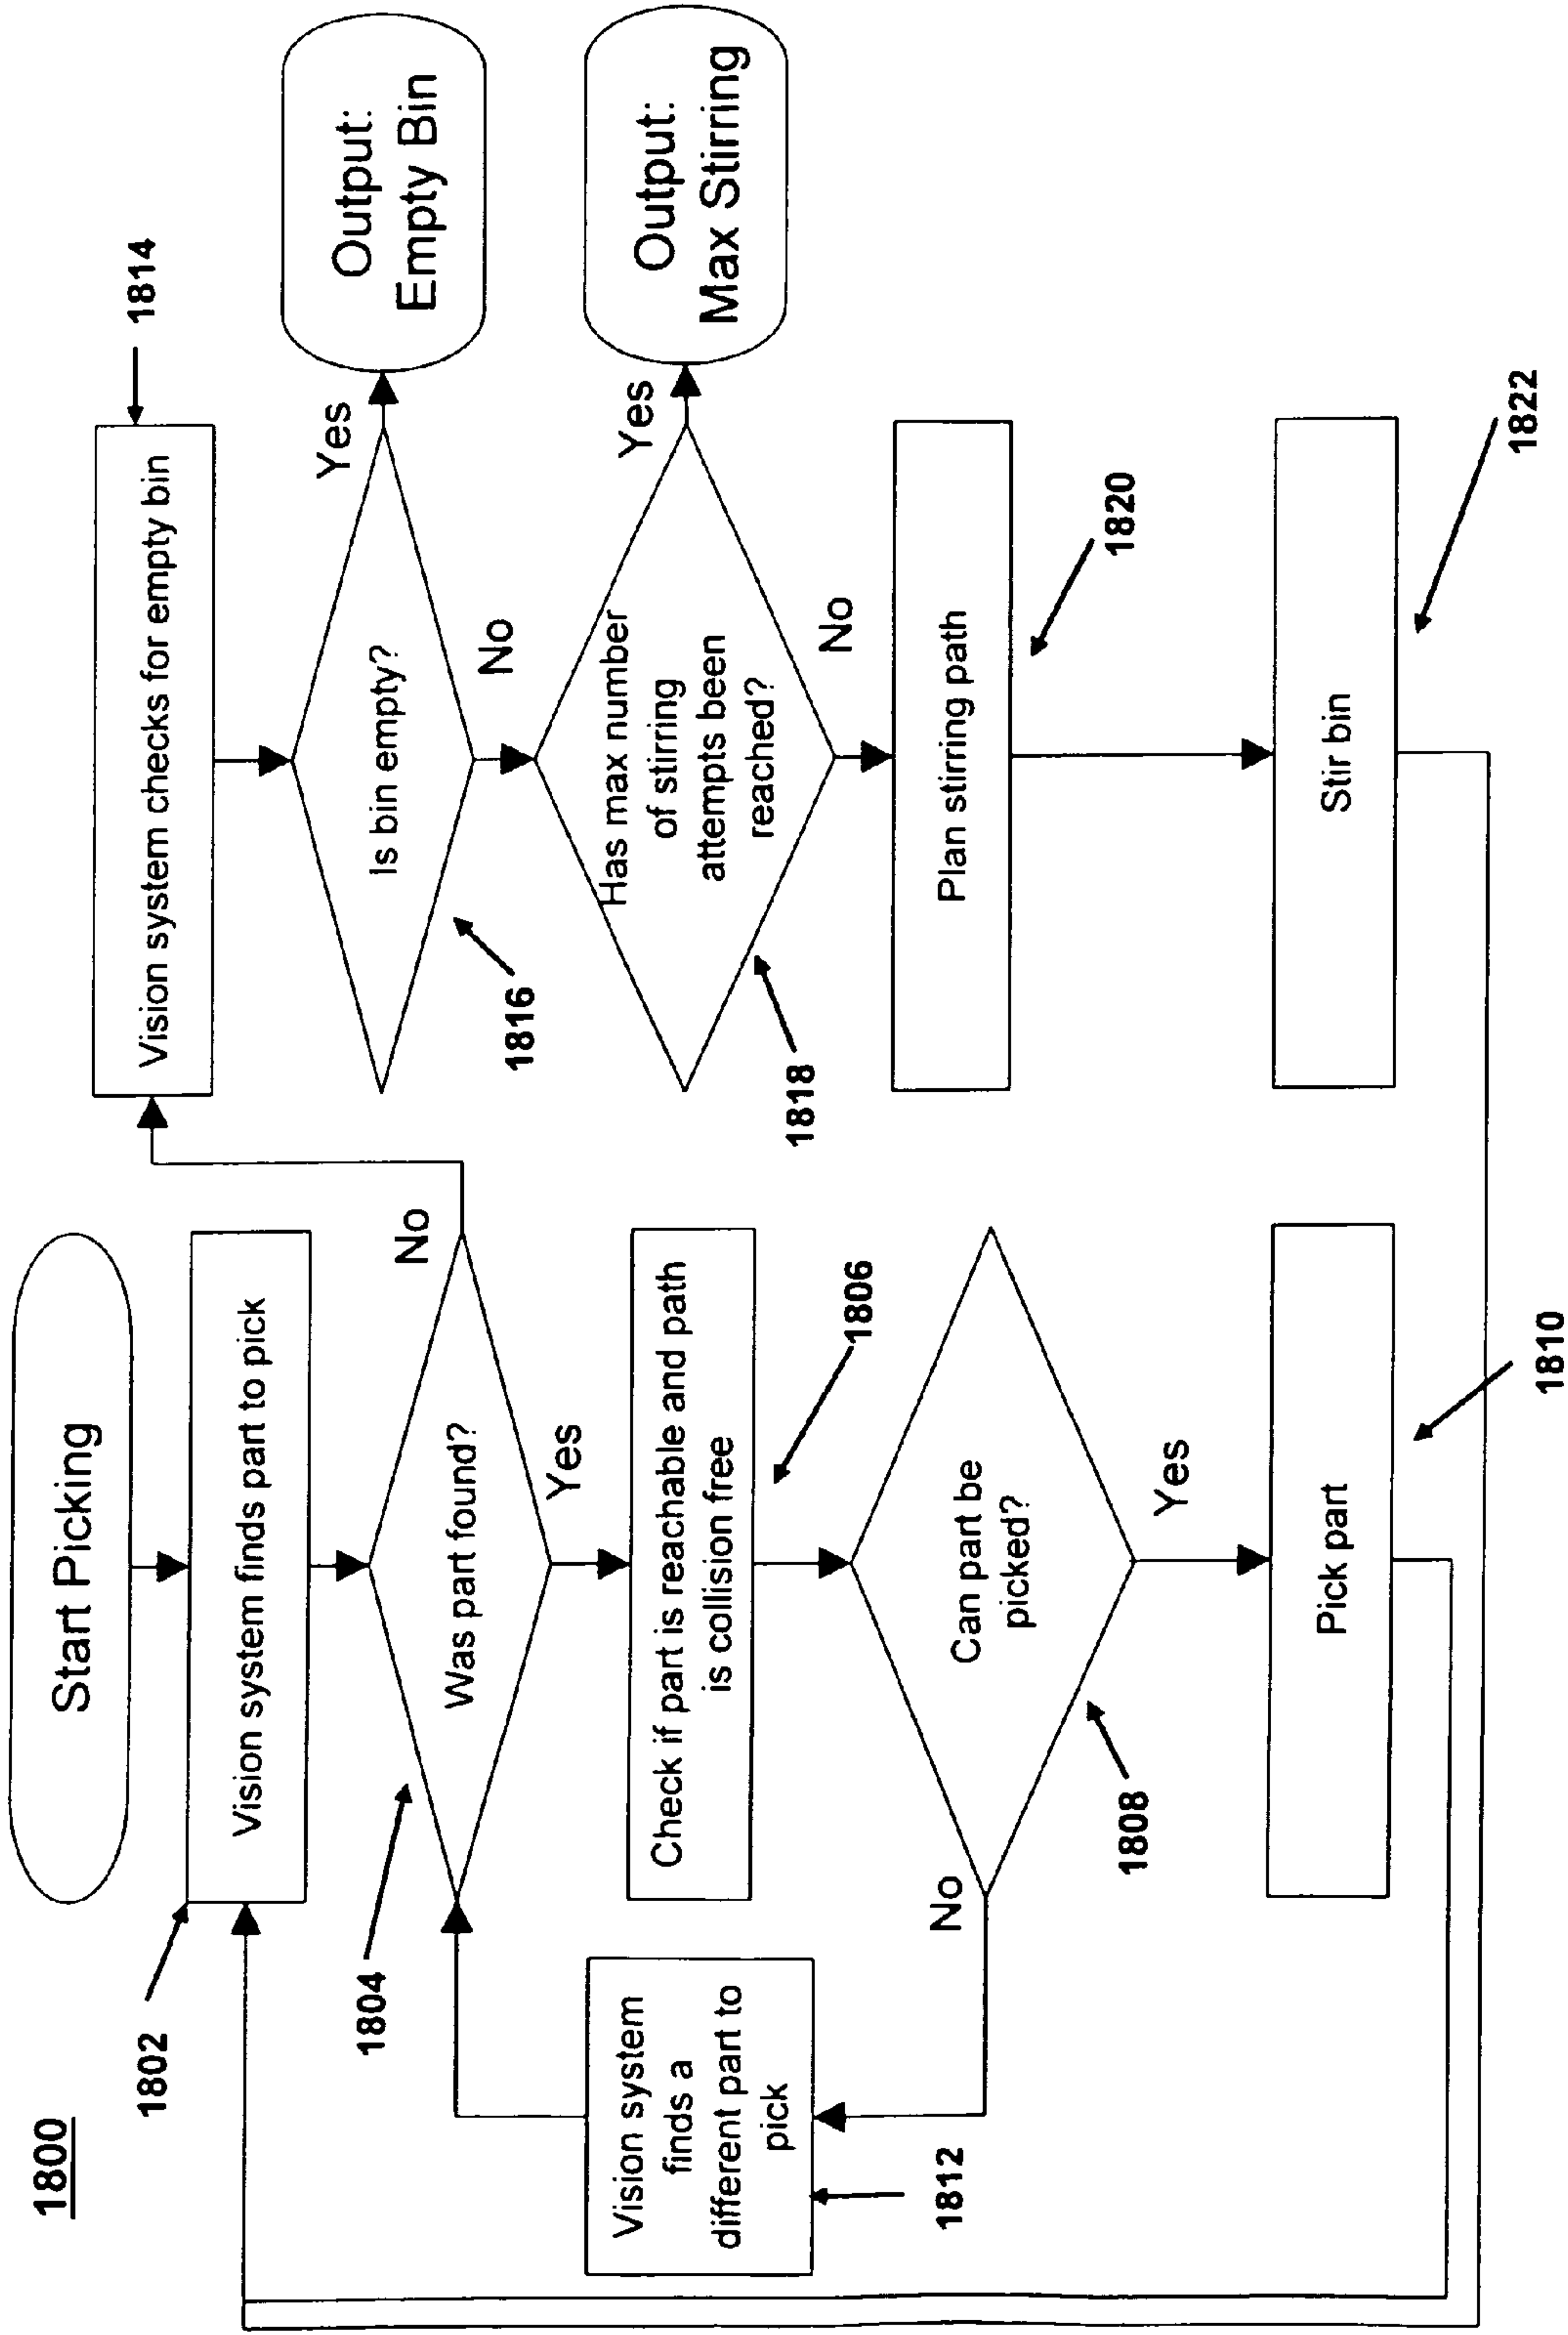 1800
Start Picking
1802
Vision system finds part to pick
1804
Was part found?
No
Yes
Check if part is reachable and path
is collision free
1806
Can part be
picked?
1808
No
Yes
Vision system
finds a
different part to
pick
1812
Pick part
1810
Vision system checks for empty bin
1814
Is bin empty?
1816
Yes
Output:
Empty Bin
No
Has max number
of stirring
attempts been
reached?
1818
Yes
Output:
Max Stirring
No
Plan stirring path
1820
Stir bin
1822